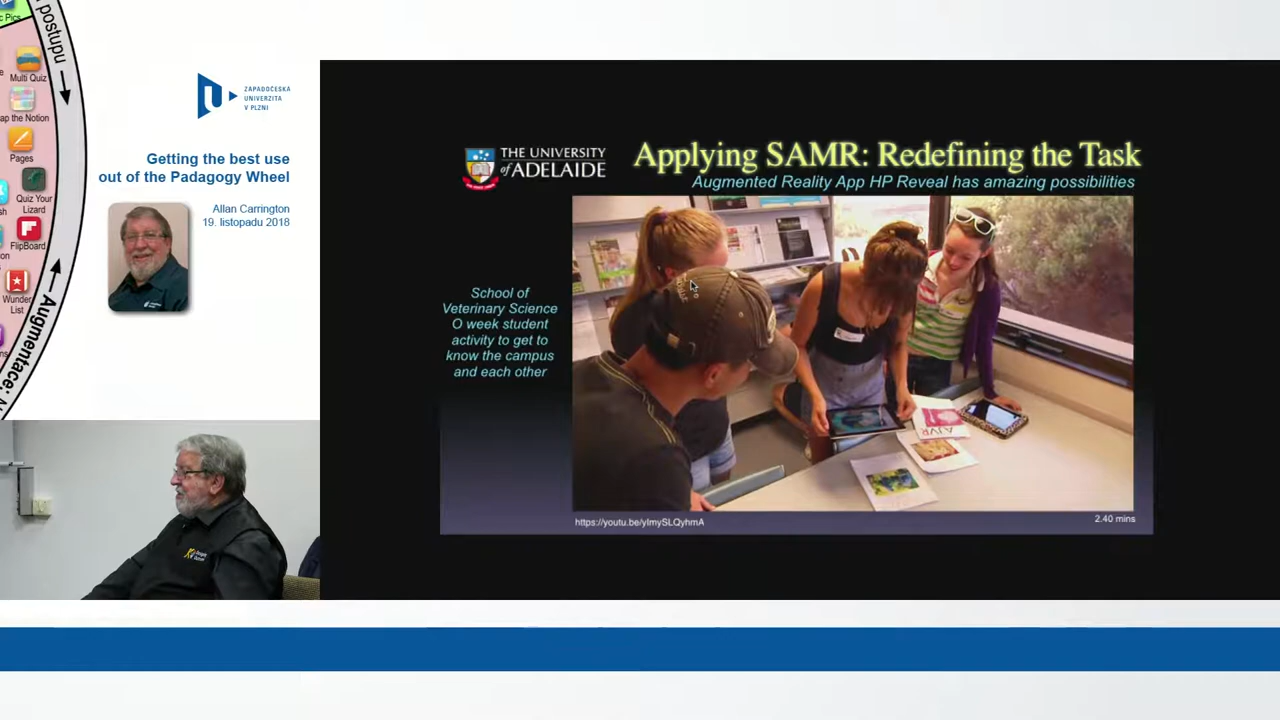 c Pics
postupu
Multi Quiz
ap the Notion
Pages
Quiz Your
Lizard
FlipBoard
Wunder
List
Augmentace:
ZÁPADOČESKÁ
UNIVERZITA
V PLZNI
Getting the best use
out of the Padagogy Wheel
Allan Carrington
19. listopadu 2018
THE UNIVERSITY
of ADELAIDE
Applying SAMR: Redefining the Task
Augmented Reality App HP Reveal has amazing possibilities
School of
Veterinary Science
O week student
activity to get to
know the campus
and each other
AJVR
https://youtu.be/yImySLQyhmA
2.40 mins